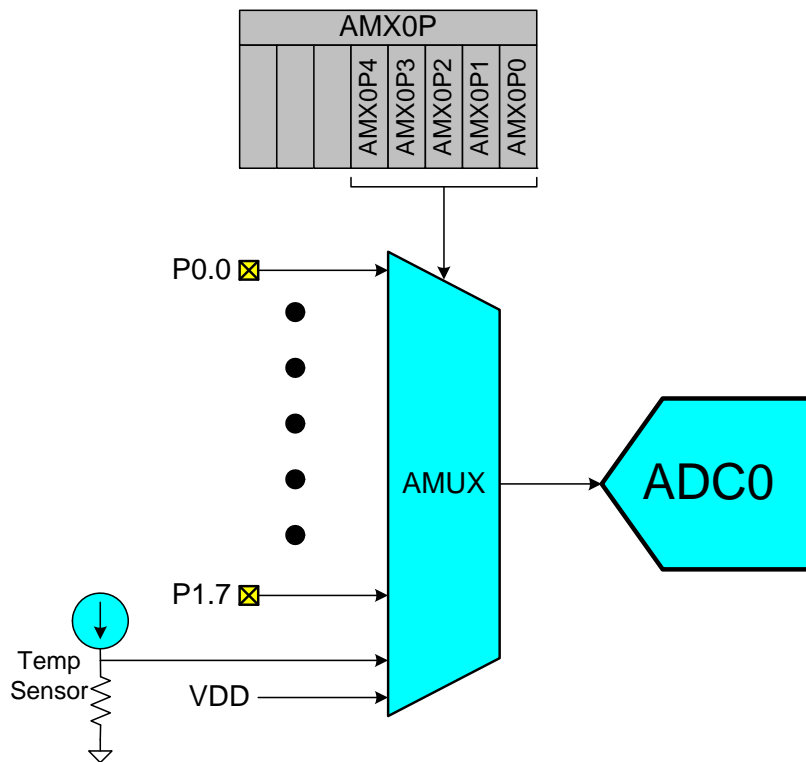 AMX0P
AMX0P4
AMX0P3
AMX0P2
AMX0P1
AMX0P0
P0.0
AMUX
ADC0
P1.7
Temp
Sensor
VDD